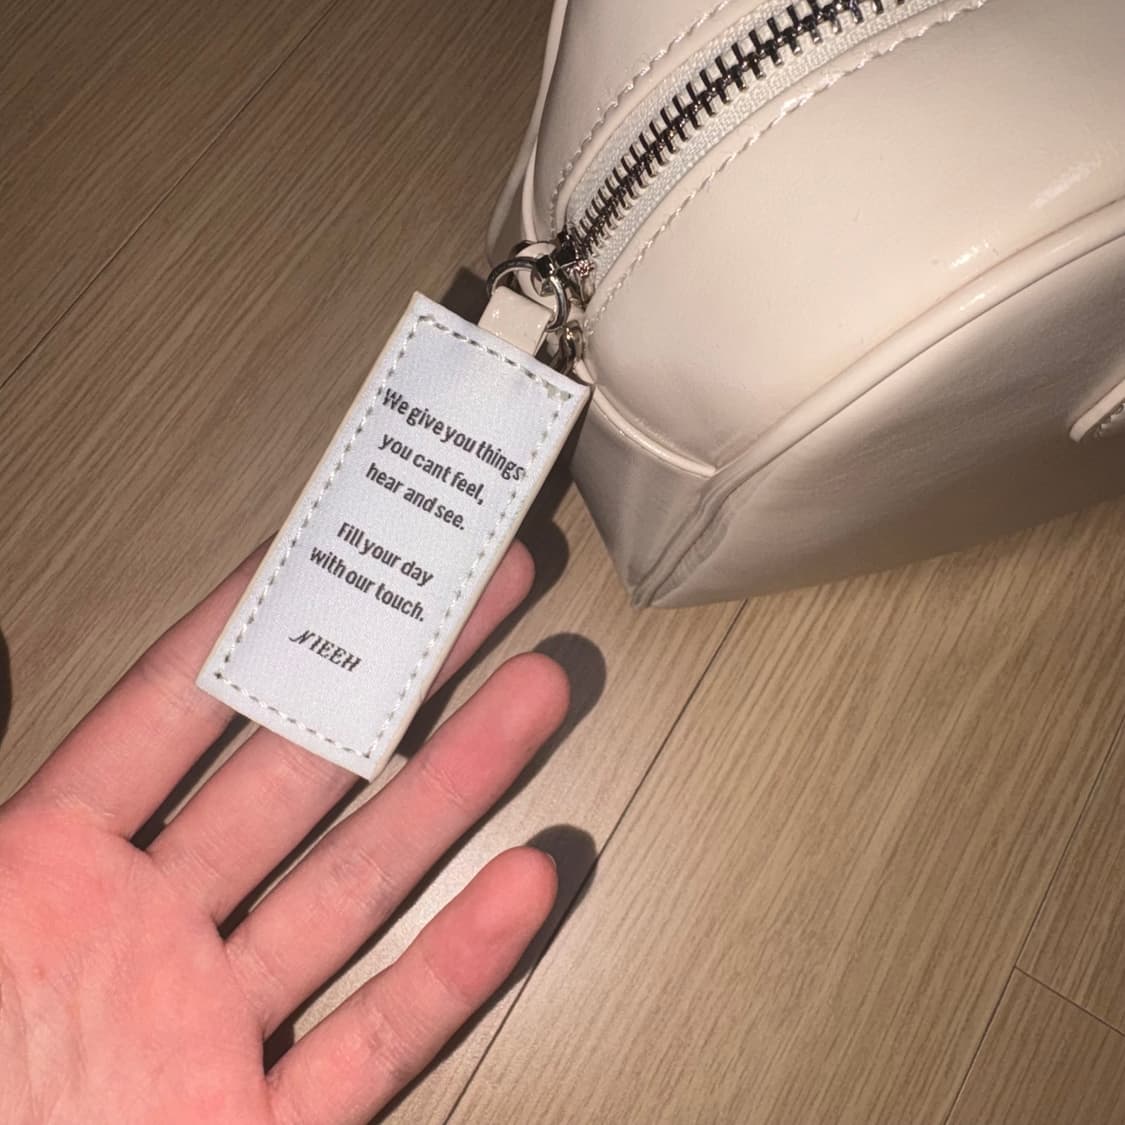 We give you things
you cant feel,
hear and see.
Fill your day
with our touch.
NIEEH